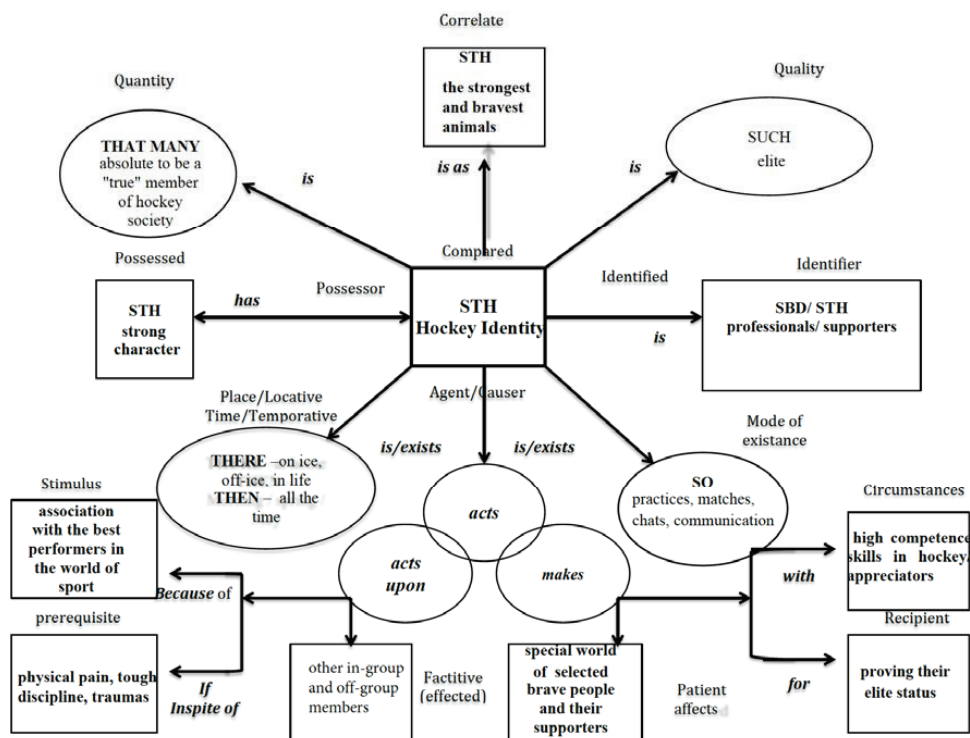 Correlate
STH
the strongest
and bravest
animals
Quantity
Quality
THAT MANY
absolute to be a
"true" member
of hockey
society
SUCH
elite
is
is as
is
Possessed
Compared
Possessor
Identified
Identifier
STH
strong
character
has
STH
Hockey Identity
is
SBD/ STH
professionals/ supporters
Place/Locative
Time/Temporative
Agent/Causer
Mode of
existance
is/exists
is/exists
THERE –on ice,
off-ice, in life
THEN – all the
time
SO
practices, matches,
chats, communication
Stimulus
Circumstances
association
with the best
performers in
the world of
sport
acts
acts
upon
makes
high competence
skills in hockey/
appreciators
Because of
with
prerequisite
Recipient
physical pain, tough
discipline, traumas
If
Inspite of
other in-group
and off-group
members
Factitive
(effected)
special world
of selected
brave people
and their
supporters
Patient
affects
for
proving their
elite status